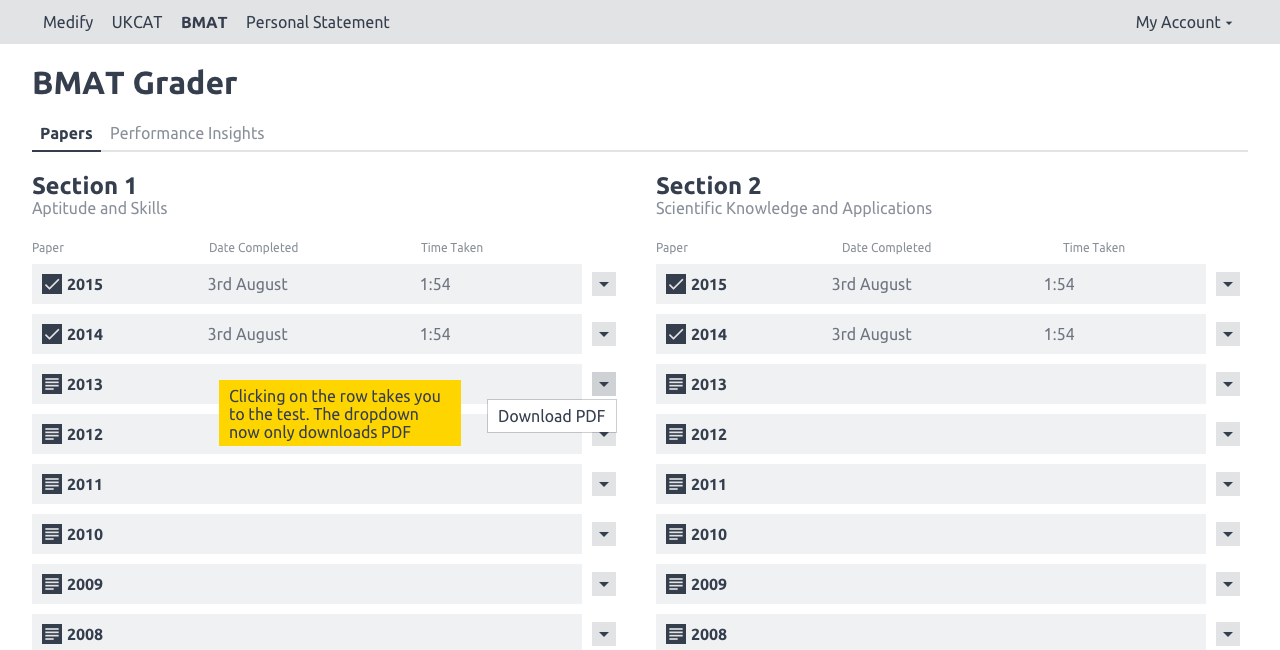 Medify UKCAT BMAT Personal Statement My Account
BMAT Grader
Papers Performance Insights
Section 1
Aptitude and Skills
Paper Date Completed Time Taken
2015 3rd August 1:54
2014 3rd August 1:54
2013
Clicking on the row takes you
to the test. The dropdown
now only downloads PDF
Download PDF
2012
2011
2010
2009
2008
Section 2
Scientific Knowledge and Applications
Paper Date Completed Time Taken
2015 3rd August 1:54
2014 3rd August 1:54
2013
2012
2011
2010
2009
2008